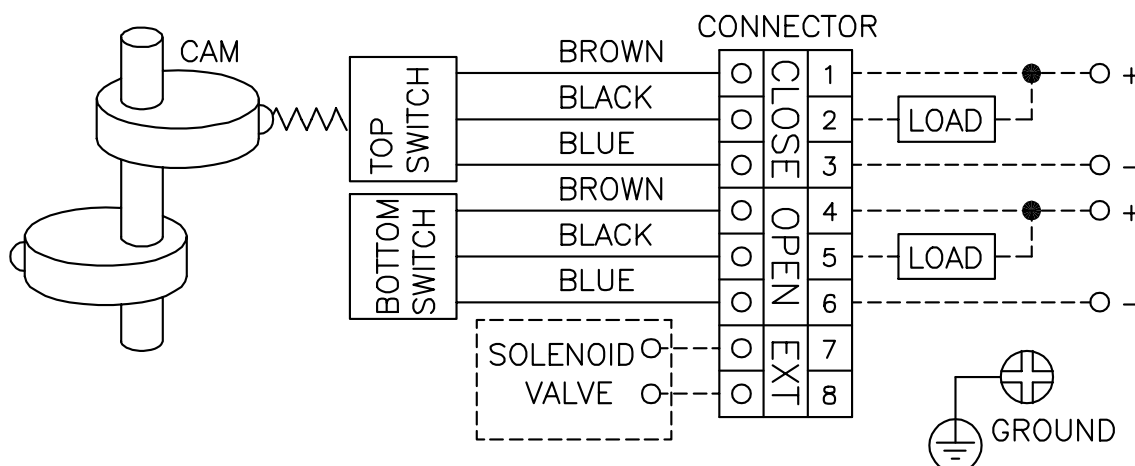 CONNECTOR
CAM
TOP
SWITCH
BROWN
BLACK
BLUE
BOTTOM
SWITCH
BROWN
BLACK
BLUE
CLOSE
OPEN
EXT
1
2
3
4
5
6
7
8
LOAD
+
−
LOAD
+
−
SOLENOID
VALVE
GROUND